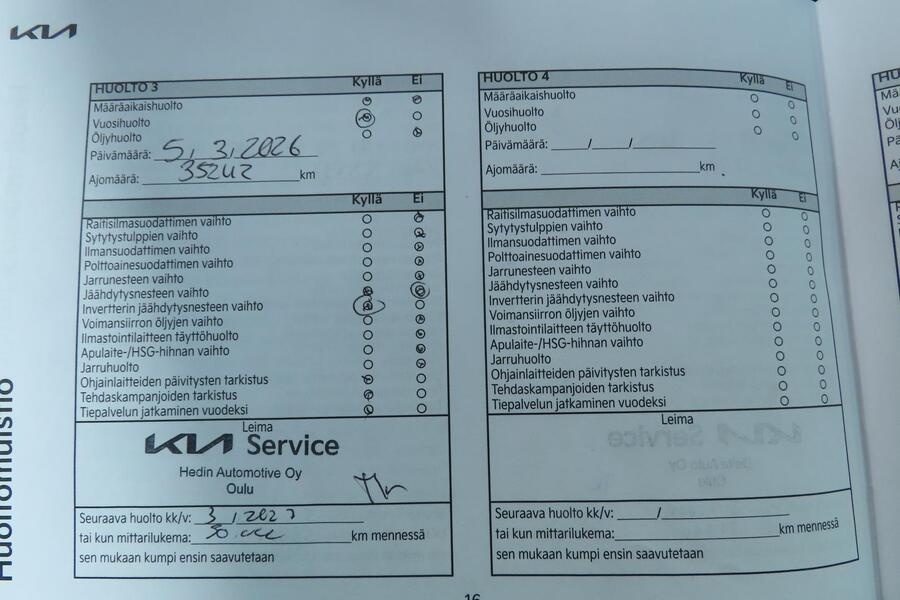 KIA
HUOLTO 3 Kyllä Ei
Määräaikaishuolto
Vuosihuolto
Öljyhuolto
Päivämäärä: 5, 3, 2026
Ajomäärä: 35242 km
Kyllä Ei
Raitisilmasuodattimen vaihto
Sytytystulppien vaihto
Ilmansuodattimen vaihto
Polttoainesuodattimen vaihto
Jarrunesteen vaihto
Jäähdytysnesteen vaihto
Invertterin jäähdytysnesteen vaihto
Voimansiirron öljyjen vaihto
Ilmastointilaitteen täyttöhuolto
Apulaite-/HSG-hihnan vaihto
Jarruhuolto
Ohjainlaitteiden päivitysten tarkistus
Tehdaskampanjoiden tarkistus
Tiepalvelun jatkaminen vuodeksi
Leima
KIA Service
Hedin Automotive Oy
Oulu
Seuraava huolto kk/v: 3 / 2027
tai kun mittarilukema: km mennessä
sen mukaan kumpi ensin saavutetaan
HUOLTO 4 Kyllä Ei
Määräaikaishuolto
Vuosihuolto
Öljyhuolto
Päivämäärä: / /
Ajomäärä: km
Kyllä Ei
Raitisilmasuodattimen vaihto
Sytytystulppien vaihto
Ilmansuodattimen vaihto
Polttoainesuodattimen vaihto
Jarrunesteen vaihto
Jäähdytysnesteen vaihto
Invertterin jäähdytysnesteen vaihto
Voimansiirron öljyjen vaihto
Ilmastointilaitteen täyttöhuolto
Apulaite-/HSG-hihnan vaihto
Jarruhuolto
Ohjainlaitteiden päivitysten tarkistus
Tehdaskampanjoiden tarkistus
Tiepalvelun jatkaminen vuodeksi
Leima
Seuraava huolto kk/v: /
tai kun mittarilukema: km mennessä
sen mukaan kumpi ensin saavutetaan
16